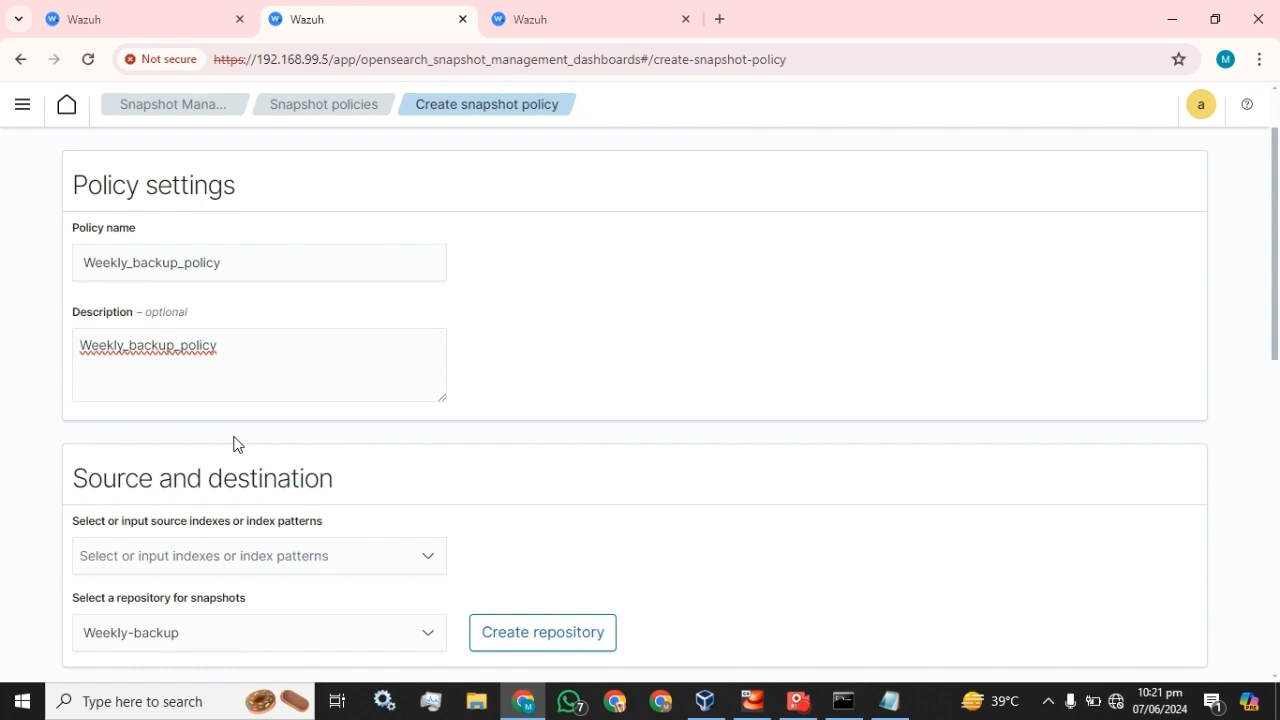 Wazuh
Wazuh
Wazuh
Not secure
https://192.168.99.5/app/opensearch_snapshot_management_dashboards#/create-snapshot-policy
M
Snapshot Mana...
Snapshot policies
Create snapshot policy
a
Policy settings
Policy name
Weekly_backup_policy
Description – optional
Weekly_backup_policy
Source and destination
Select or input source indexes or index patterns
Select or input indexes or index patterns
Select a repository for snapshots
Weekly-backup
Create repository
Type here to search
7
39°C
10:21 pm
07/06/2024
1